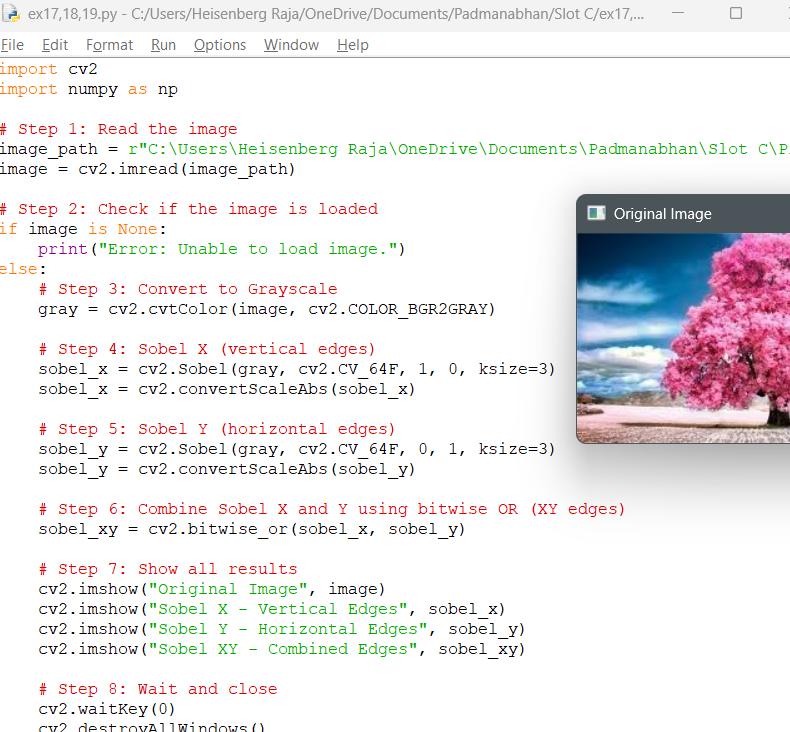 ex17,18,19.py - C:/Users/Heisenberg Raja/OneDrive/Documents/Padmanabhan/Slot C/ex17,...
File Edit Format Run Options Window Help
import cv2
import numpy as np
# Step 1: Read the image
image_path = r"C:\Users\Heisenberg Raja\OneDrive\Documents\Padmanabhan\Slot C\P
image = cv2.imread(image_path)
# Step 2: Check if the image is loaded
if image is None:
    print("Error: Unable to load image.")
else:
    # Step 3: Convert to Grayscale
    gray = cv2.cvtColor(image, cv2.COLOR_BGR2GRAY)
    # Step 4: Sobel X (vertical edges)
    sobel_x = cv2.Sobel(gray, cv2.CV_64F, 1, 0, ksize=3)
    sobel_x = cv2.convertScaleAbs(sobel_x)
    # Step 5: Sobel Y (horizontal edges)
    sobel_y = cv2.Sobel(gray, cv2.CV_64F, 0, 1, ksize=3)
    sobel_y = cv2.convertScaleAbs(sobel_y)
    # Step 6: Combine Sobel X and Y using bitwise OR (XY edges)
    sobel_xy = cv2.bitwise_or(sobel_x, sobel_y)
    # Step 7: Show all results
    cv2.imshow("Original Image", image)
    cv2.imshow("Sobel X - Vertical Edges", sobel_x)
    cv2.imshow("Sobel Y - Horizontal Edges", sobel_y)
    cv2.imshow("Sobel XY - Combined Edges", sobel_xy)
    # Step 8: Wait and close
    cv2.waitKey(0)
    cv2.destroyAllWindows()
Original Image